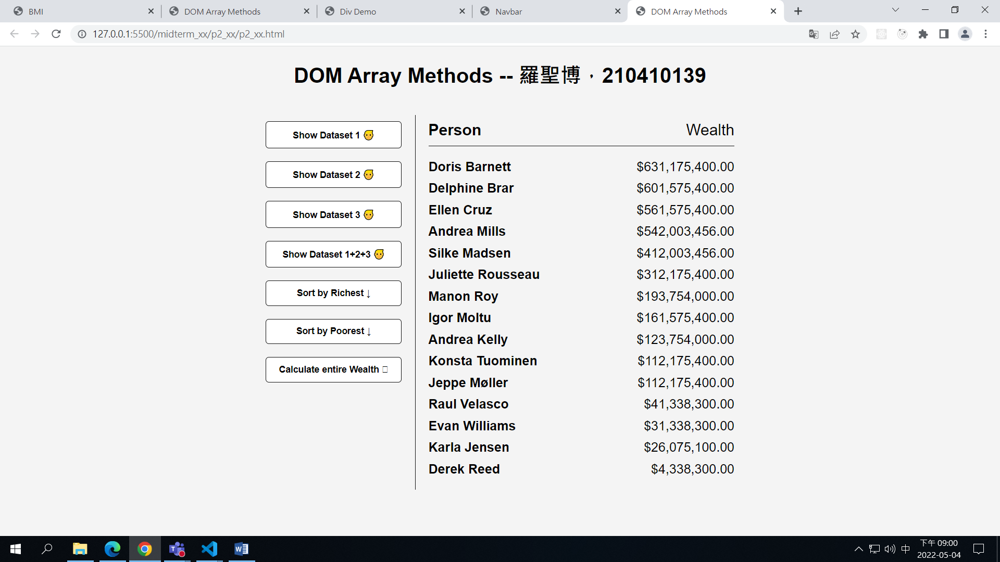 BMI
DOM Array Methods
Div Demo
Navbar
DOM Array Methods
127.0.0.1:5500/midterm_xx/p2_xx/p2_xx.html
DOM Array Methods -- 羅聖博，210410139
Show Dataset 1
Show Dataset 2
Show Dataset 3
Show Dataset 1+2+3
Sort by Richest ↓
Sort by Poorest ↓
Calculate entire Wealth
Person Wealth
Doris Barnett $631,175,400.00
Delphine Brar $601,575,400.00
Ellen Cruz $561,575,400.00
Andrea Mills $542,003,456.00
Silke Madsen $412,003,456.00
Juliette Rousseau $312,175,400.00
Manon Roy $193,754,000.00
Igor Moltu $161,575,400.00
Andrea Kelly $123,754,000.00
Konsta Tuominen $112,175,400.00
Jeppe Møller $112,175,400.00
Raul Velasco $41,338,300.00
Evan Williams $31,338,300.00
Karla Jensen $26,075,100.00
Derek Reed $4,338,300.00
中
下午 09:00
2022-05-04